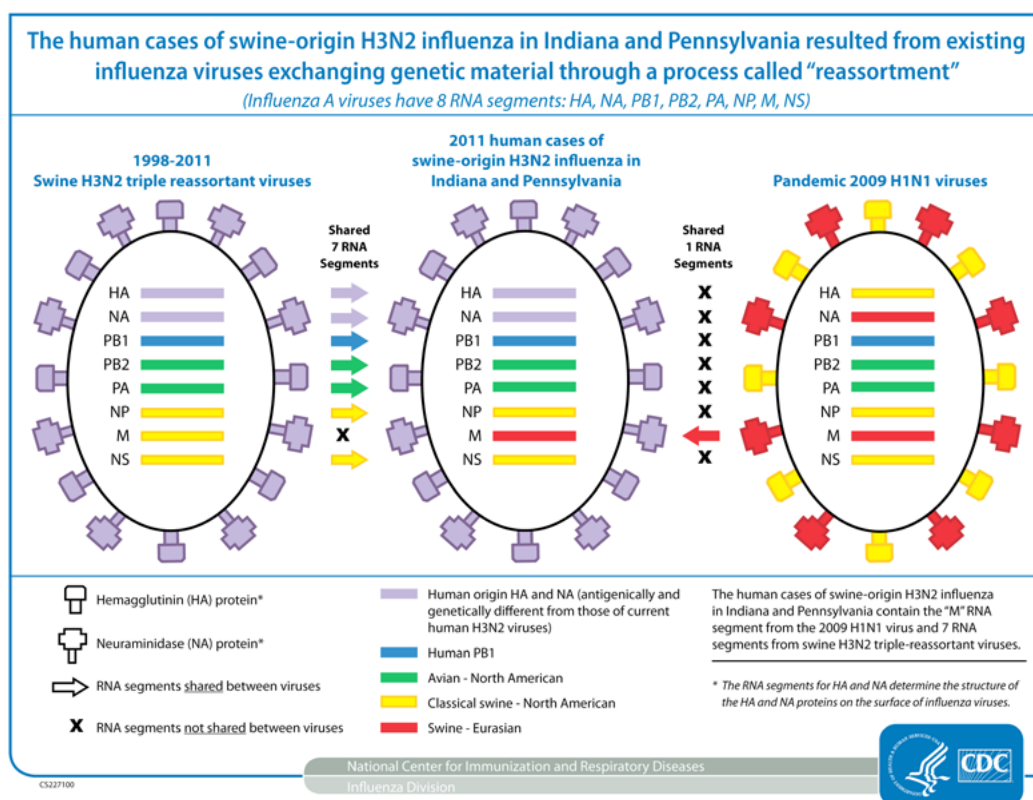 The human cases of swine-origin H3N2 influenza in Indiana and Pennsylvania resulted from existing
influenza viruses exchanging genetic material through a process called “reassortment”
(Influenza A viruses have 8 RNA segments: HA, NA, PB1, PB2, PA, NP, M, NS)
1998-2011
Swine H3N2 triple reassortant viruses
2011 human cases of
swine-origin H3N2 influenza in
Indiana and Pennsylvania
Pandemic 2009 H1N1 viruses
Shared
7 RNA
Segments
Shared
1 RNA
Segments
HA
NA
PB1
PB2
PA
NP
M
NS
X
HA
NA
PB1
PB2
PA
NP
M
NS
X
X
X
X
X
X
X
HA
NA
PB1
PB2
PA
NP
M
NS
Hemagglutinin (HA) protein*
Neuraminidase (NA) protein*
RNA segments shared between viruses
X RNA segments not shared between viruses
Human origin HA and NA (antigenically and
genetically different from those of current
human H3N2 viruses)
Human PB1
Avian - North American
Classical swine - North American
Swine - Eurasian
The human cases of swine-origin H3N2 influenza
in Indiana and Pennsylvania contain the “M” RNA
segment from the 2009 H1N1 virus and 7 RNA
segments from swine H3N2 triple-reassortant viruses.
* The RNA segments for HA and NA determine the structure of
the HA and NA proteins on the surface of influenza viruses.
National Center for Immunization and Respiratory Diseases
Influenza Division
CS227100
CDC